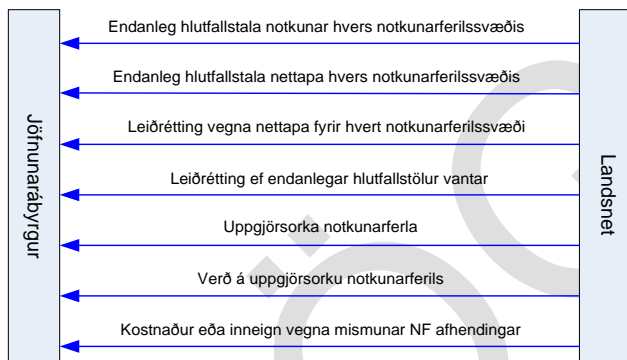 Endanleg hlutfallstala notkunar hvers notkunarferilssvæðis
Endanleg hlutfallstala nettapa hvers notkunarferilssvæðis
Leiðrétting vegna nettapa fyrir hvert notkunarferilssvæði
Leiðrétting ef endanlegar hlutfallstölur vantar
Uppgjörsorka notkunarferla
Verð á uppgjörsorku notkunarferils
Kostnaður eða inneign vegna mismunar NF afhendingar
Jöfnunarábyrgur
Landsnet